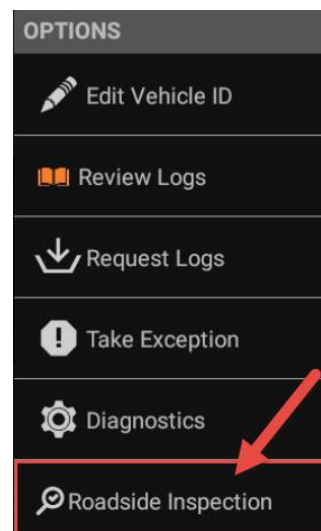 OPTIONS
Edit Vehicle ID
Review Logs
Request Logs
Take Exception
Diagnostics
Roadside Inspection